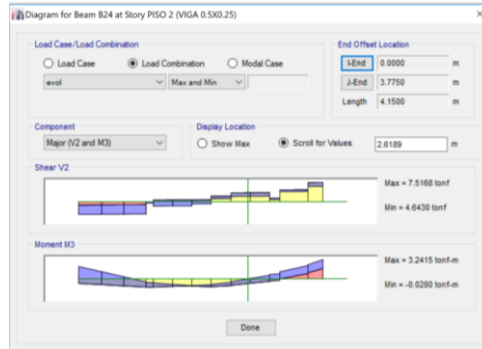 Diagram for Beam B24 at Story PISO 2 (VIGA 0.5X0.25)
Load Case/Load Combination
Load Case Load Combination Modal Case
evol Max and Min
End Offset Location
I-End 0.0000 m
J-End 3.7750 m
Length 4.1500 m
Component
Major (V2 and M3)
Display Location
Show Max Scroll for Values 2.6189 m
Shear V2
Max = 7.5168 tonf
Min = 4.6430 tonf
Moment M3
Max = 3.2415 tonf-m
Min = -0.0280 tonf-m
Done